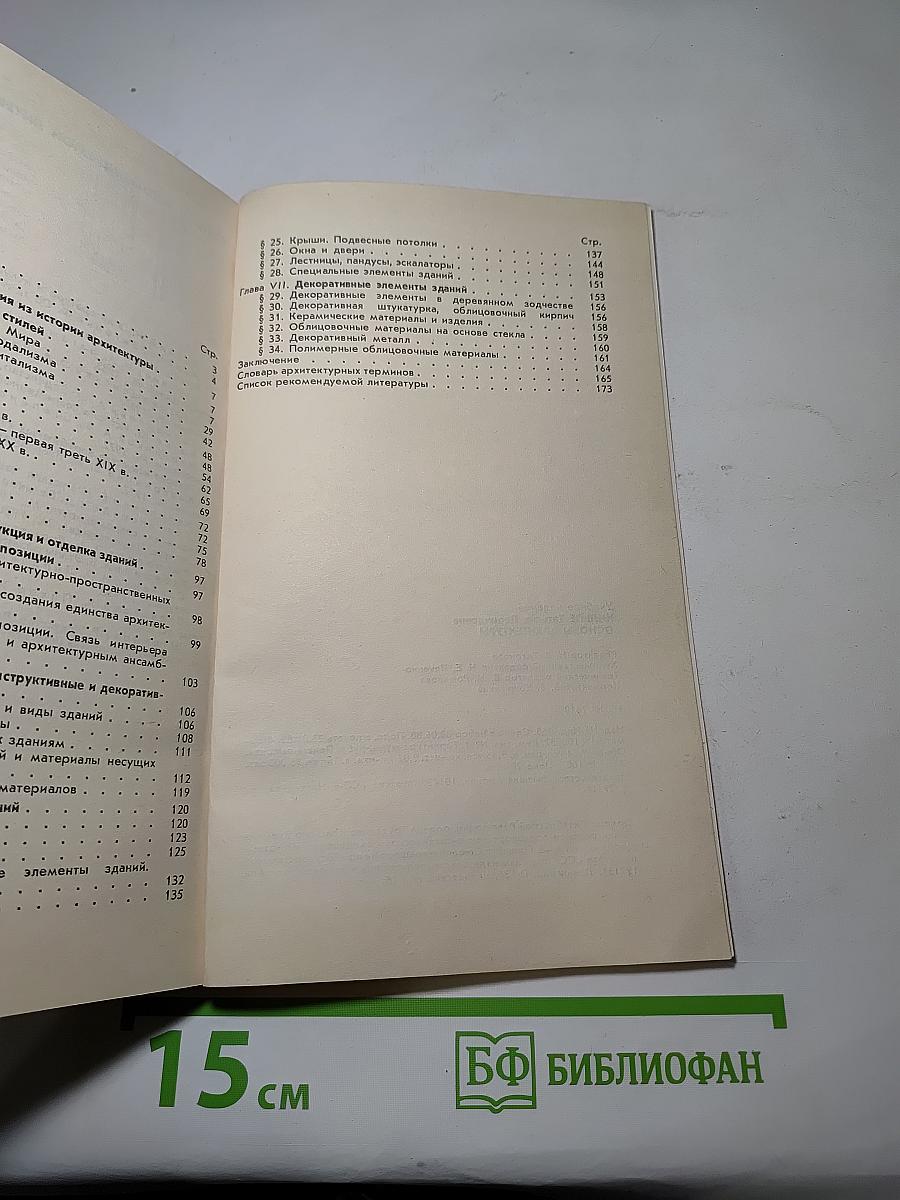 Стр.
ия из истории архитектуры . 3
стилей . . . . 4
Мира . . . . 7
одализма . . . . 7
итализма . . . . 7
29
в. . . . . 42
48
— первая треть XIX в. 48
XX в. . . . . 54
62
65
69
72
72
75
укция и отделка зданий . 78
позиции . . . . 97
итектурно-пространственных
97
создания единства архитек-
98
позиции. Связь интерьера
99
и архитектурным ансамб-
103
нструктивные и декоратив-
106
и виды зданий . . . . 106
ы . . . . 108
к зданиям . . . . 111
й и материалы несущих
112
материалов . . . . . 119
ний . . . . 120
120
123
125
е элементы зданий.
132
135
Стр.
§ 25. Крыши. Подвесные потолки . . . . 137
§ 26. Окна и двери . . . . 144
§ 27. Лестницы, пандусы, эскалаторы . . . . 148
§ 28. Специальные элементы зданий . . . . 151
Глава VII. Декоративные элементы зданий . . . . 153
§ 29. Декоративные элементы в деревянном зодчестве 156
§ 30. Декоративная штукатурка, облицовочный кирпич 156
§ 31. Керамические материалы и изделия . . . . 158
§ 32. Облицовочные материалы на основе стекла . . . . 159
§ 33. Декоративный металл . . . . 160
§ 34. Полимерные облицовочные материалы . . . . 161
Заключение . . . . 164
Словарь архитектурных терминов . . . . 165
Список рекомендуемой литературы . . . . 173
15 см
БФ БИБЛИОФАН